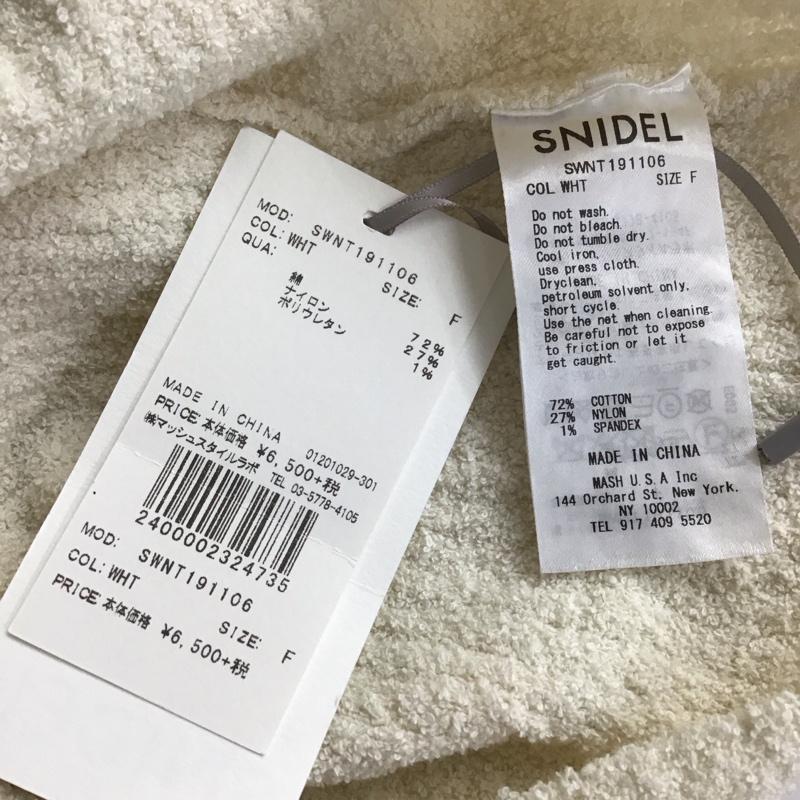 MOD: SWNT191106
COL: WHT SIZE: F
QUA:
綿 72%
ナイロン 27%
ポリウレタン 1%
MADE IN CHINA 01201029-301
PRICE: 本体価格 ¥6,500+税
㈱マッシュスタイルラボ TEL 03-5778-4105
2400002324735
MOD: SWNT191106
COL: WHT SIZE: F
PRICE: 本体価格 ¥6,500+税
SNIDEL
SWNT191106
COL WHT SIZE F
Do not wash.
Do not bleach.
Do not tumble dry.
Cool iron,
use press cloth.
Dryclean,
petroleum solvent only,
short cycle.
Use the net when cleaning.
Be careful not to expose
to friction or let it
get caught.
72% COTTON
27% NYLON
1% SPANDEX
MADE IN CHINA
MASH U.S.A Inc
144 Orchard St. New York.
NY 10002
TEL 917 409 5520